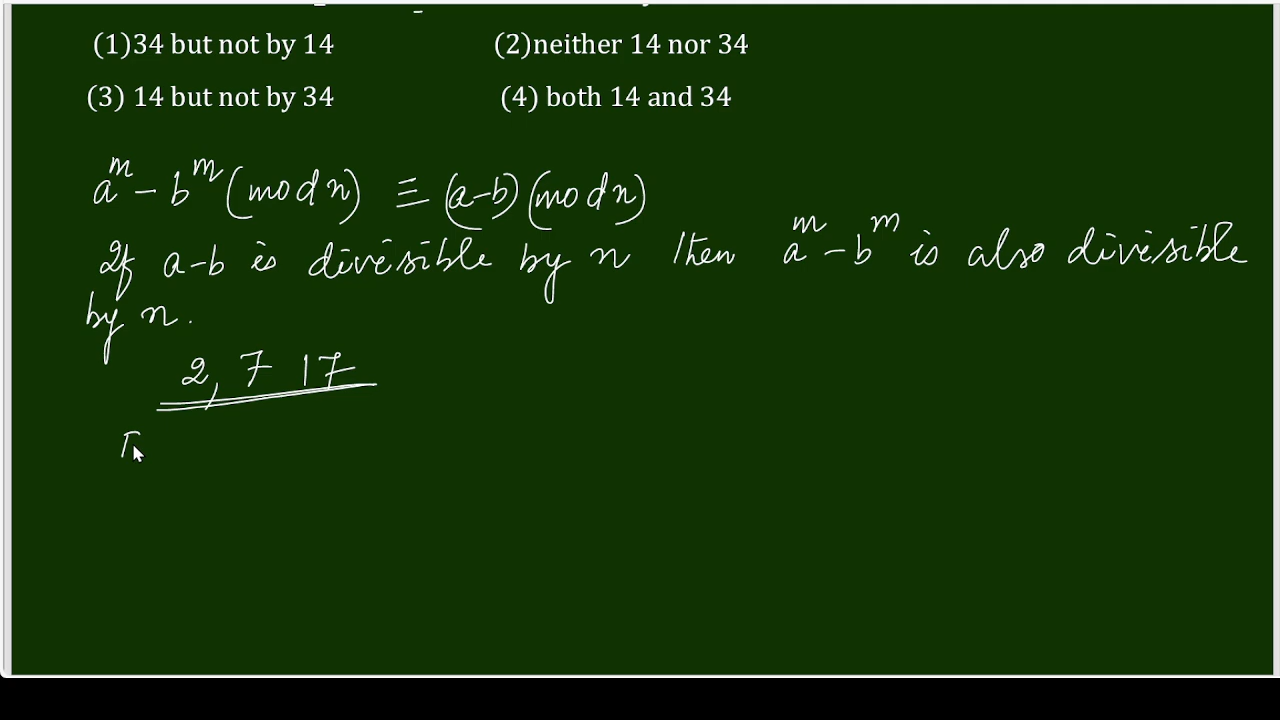 (1)34 but not by 14 (2)neither 14 nor 34
(3) 14 but not by 34 (4) both 14 and 34
a^m - b^m (mod n) ≡ (a-b) (mod n)
If a-b is divisible by n then a^m - b^m is also divisible
by n.
2, 7 17